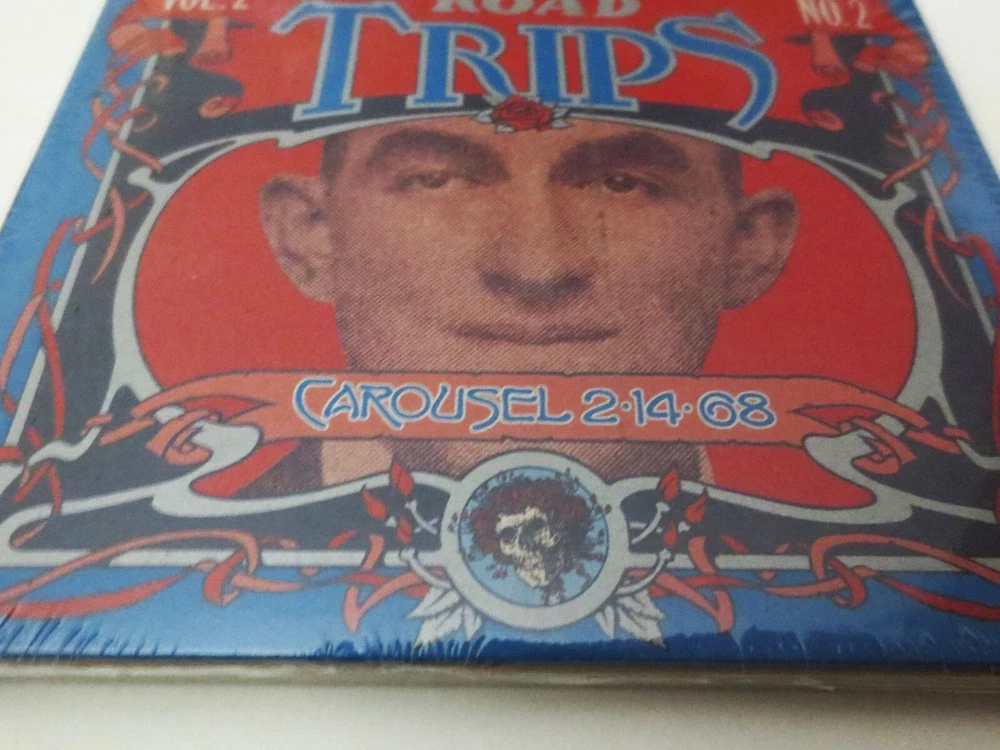 VOL. 2
ROAD
NO. 2
TRIPS
CAROUSEL 2·14·68